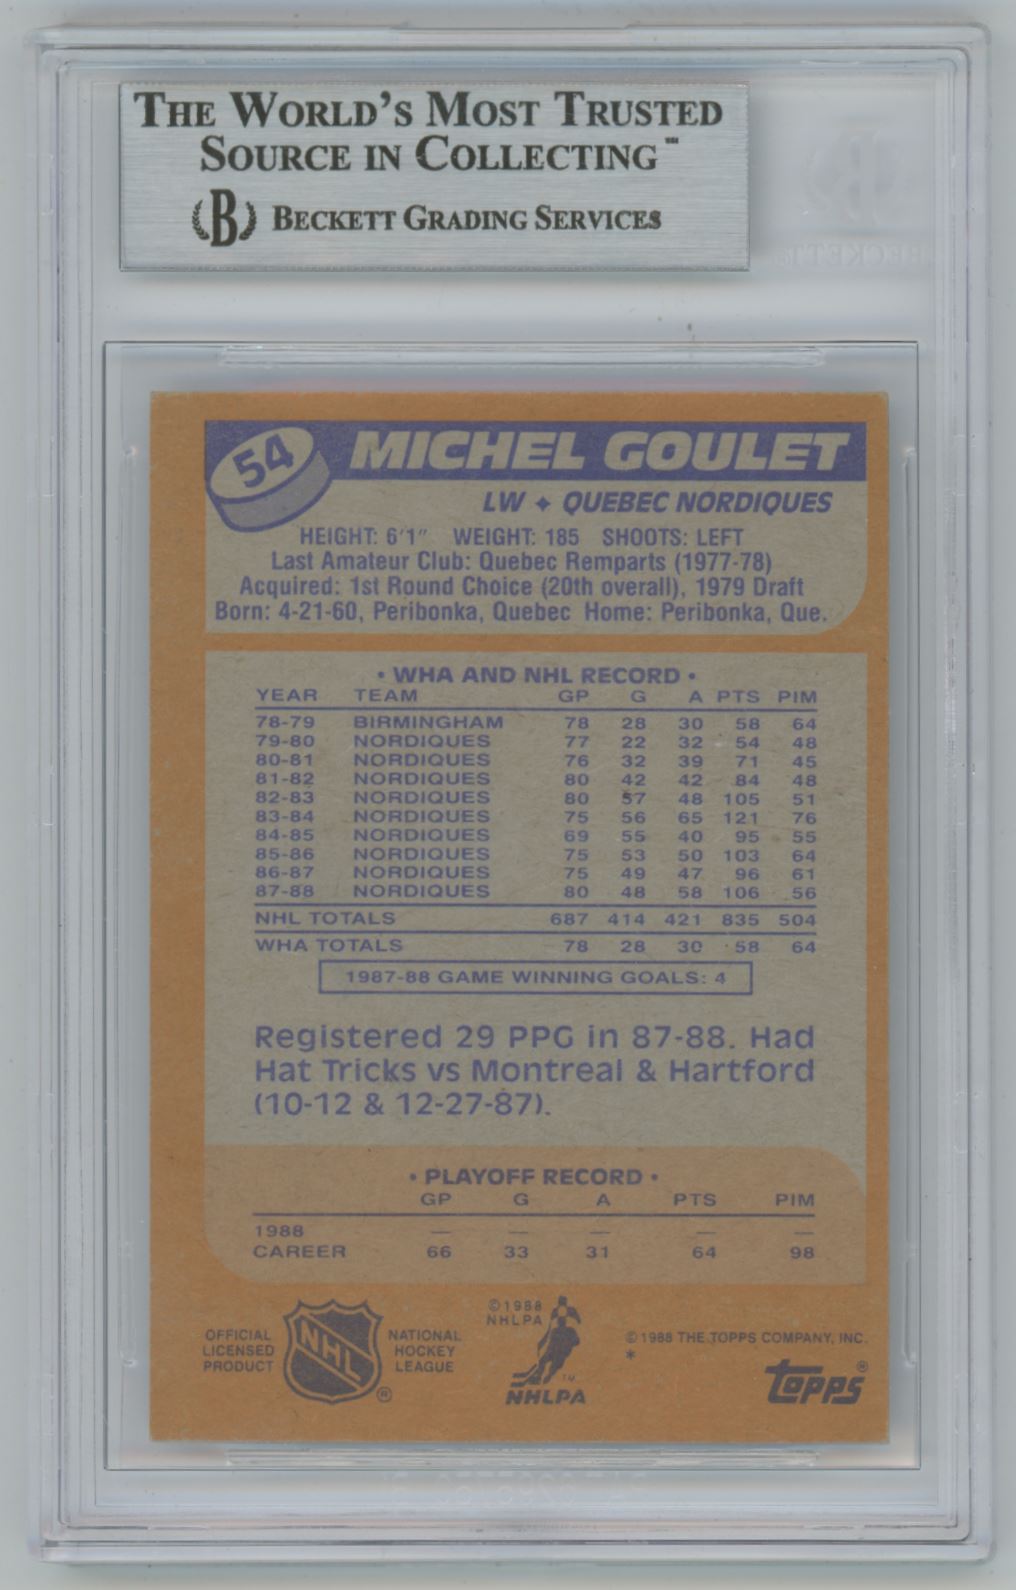 THE WORLD'S MOST TRUSTED
SOURCE IN COLLECTING™
B BECKETT GRADING SERVICES
BECKETT
54 MICHEL GOULET
LW ✦ QUEBEC NORDIQUES
HEIGHT: 6'1" WEIGHT: 185 SHOOTS: LEFT
Last Amateur Club: Quebec Remparts (1977-78)
Acquired: 1st Round Choice (20th overall), 1979 Draft
Born: 4-21-60, Peribonka, Quebec Home: Peribonka, Que.
• WHA AND NHL RECORD •
YEAR TEAM GP G A PTS PIM
78-79 BIRMINGHAM 78 28 30 58 64
79-80 NORDIQUES 77 22 32 54 48
80-81 NORDIQUES 76 32 39 71 45
81-82 NORDIQUES 80 42 42 84 48
82-83 NORDIQUES 80 57 48 105 51
83-84 NORDIQUES 75 56 65 121 76
84-85 NORDIQUES 69 55 40 95 55
85-86 NORDIQUES 75 53 50 103 64
86-87 NORDIQUES 75 49 47 96 61
87-88 NORDIQUES 80 48 58 106 56
NHL TOTALS 687 414 421 835 504
WHA TOTALS 78 28 30 58 64
1987-88 GAME WINNING GOALS: 4
Registered 29 PPG in 87-88. Had
Hat Tricks vs Montreal & Hartford
(10-12 & 12-27-87).
• PLAYOFF RECORD •
GP G A PTS PIM
1988 — — — — —
CAREER 66 33 31 64 98
OFFICIAL
LICENSED
PRODUCT
NHL ®
NATIONAL
HOCKEY
LEAGUE
©1988
NHLPA
TM
NHLPA
©1988 THE TOPPS COMPANY, INC.
*
topps®